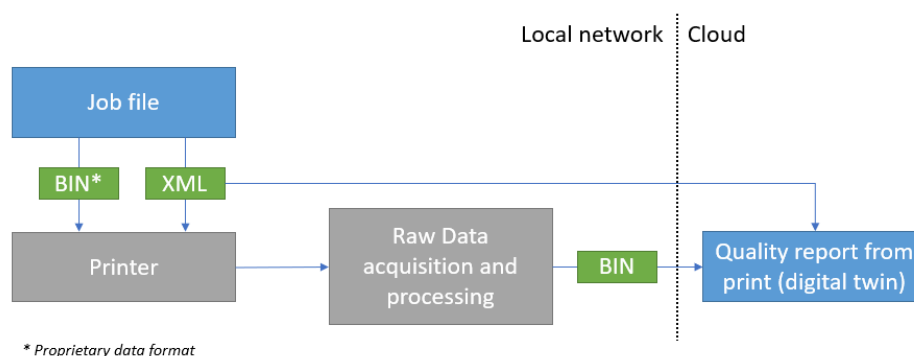 Local network
Cloud
Job file
BIN*
XML
Printer
Raw Data
acquisition and
processing
BIN
Quality report from
print (digital twin)
* Proprietary data format